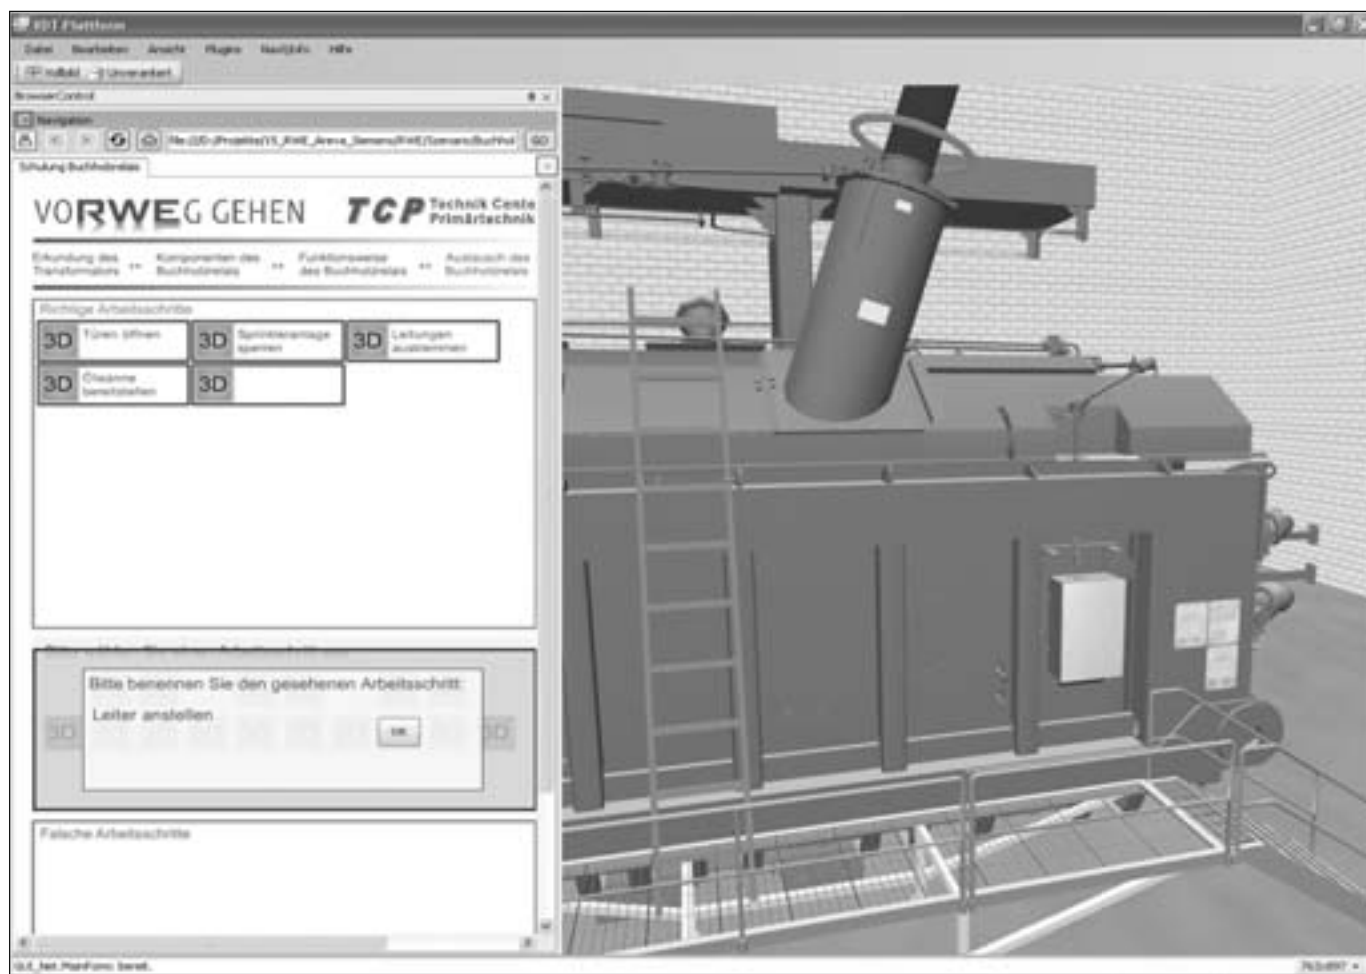 VDT Plattform
Datei Bearbeiten Ansicht Plugins Hilfe
Vollbild Unverankert
BrowserControl
Navigation
GO
Schulung Buchholzrelais
VORWEG GEHEN
TCP Technik Cente
Primärtechnik
Erkundung des Transformators
Komponenten des Buchholzrelais
Funktionsweise des Buchholzrelais
Austausch des Buchholzrelais
Richtige Arbeitsschritte
3D Türen öffnen
3D Sprinkleranlage sperren
3D Leitungen ausklemmen
3D Ölwanne bereitstellen
3D
Bitte benennen Sie den gesehenen Arbeitsschritt:
Leiter anstellen
OK
3D
3D
Falsche Arbeitsschritte